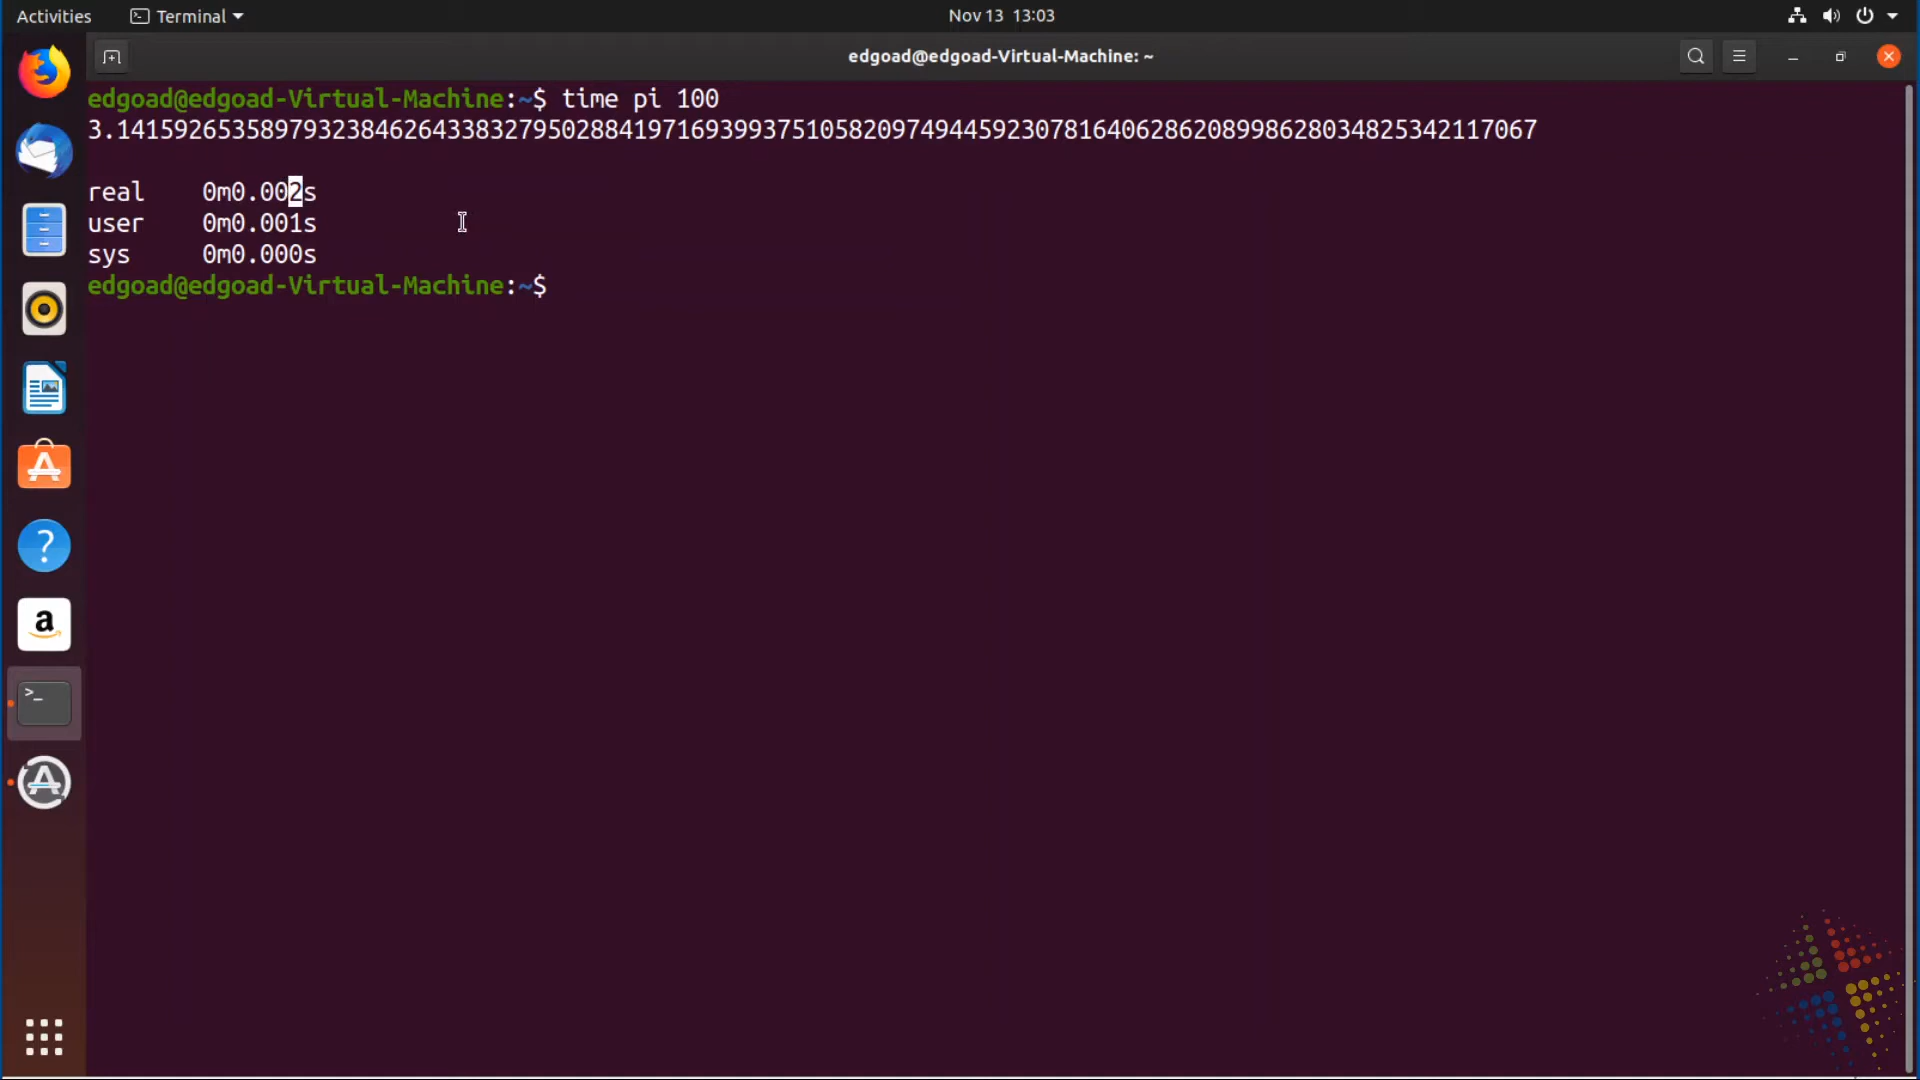 Activities
Terminal
Nov 13 13:03
edgoad@edgoad-Virtual-Machine: ~
edgoad@edgoad-Virtual-Machine:~$ time pi 100
3.141592653589793238462643383279502884197169399375105820974944592307816406286208998628034825342117067
real 0m0.002s
user 0m0.001s
sys 0m0.000s
edgoad@edgoad-Virtual-Machine:~$